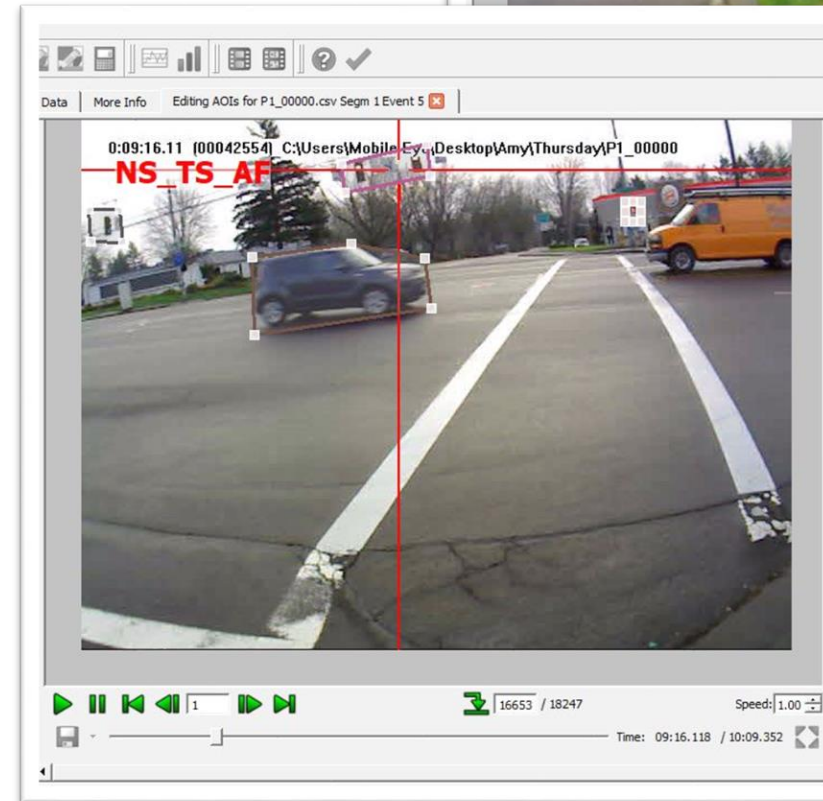 Data More Info Editing AOIs for P1_00000.csv Segm 1 Event 5
0:09:16.11 (00042554) C:\Users\Mobile Eye\Desktop\Amy\Thursday\P1_00000
NS_TS_AF
1 16653 / 18247 Speed: 1.00
Time: 09:16.118 / 10:09.352